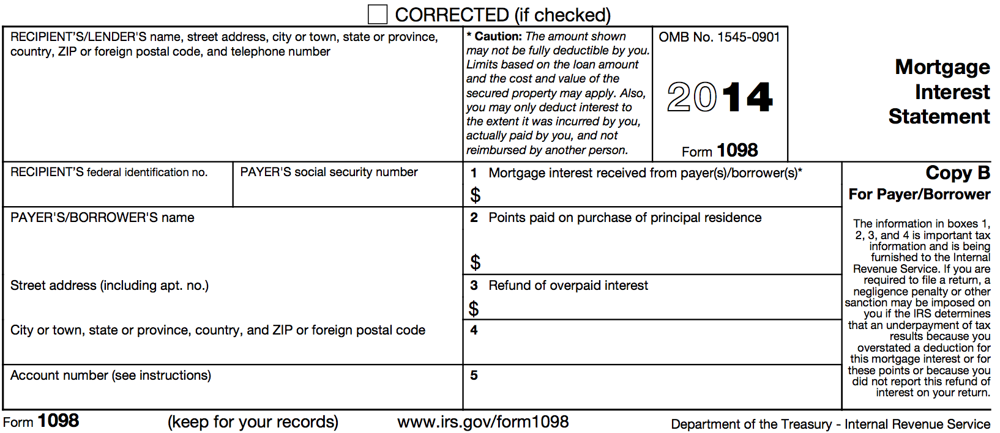 CORRECTED (if checked)
RECIPIENT'S/LENDER'S name, street address, city or town, state or province,
country, ZIP or foreign postal code, and telephone number
* Caution: The amount shown
may not be fully deductible by you.
Limits based on the loan amount
and the cost and value of the
secured property may apply. Also,
you may only deduct interest to
the extent it was incurred by you,
actually paid by you, and not
reimbursed by another person.
OMB No. 1545-0901
2014
Form 1098
Mortgage
Interest
Statement
RECIPIENT'S federal identification no.
PAYER'S social security number
1 Mortgage interest received from payer(s)/borrower(s)*
$
Copy B
For Payer/Borrower
The information in boxes 1,
2, 3, and 4 is important tax
information and is being
furnished to the Internal
Revenue Service. If you are
required to file a return, a
negligence penalty or other
sanction may be imposed on
you if the IRS determines
that an underpayment of tax
results because you
overstated a deduction for
this mortgage interest or for
these points or because you
did not report this refund of
interest on your return.
PAYER'S/BORROWER'S name
2 Points paid on purchase of principal residence
$
Street address (including apt. no.)
3 Refund of overpaid interest
$
City or town, state or province, country, and ZIP or foreign postal code
4
Account number (see instructions)
5
Form 1098
(keep for your records)
www.irs.gov/form1098
Department of the Treasury - Internal Revenue Service